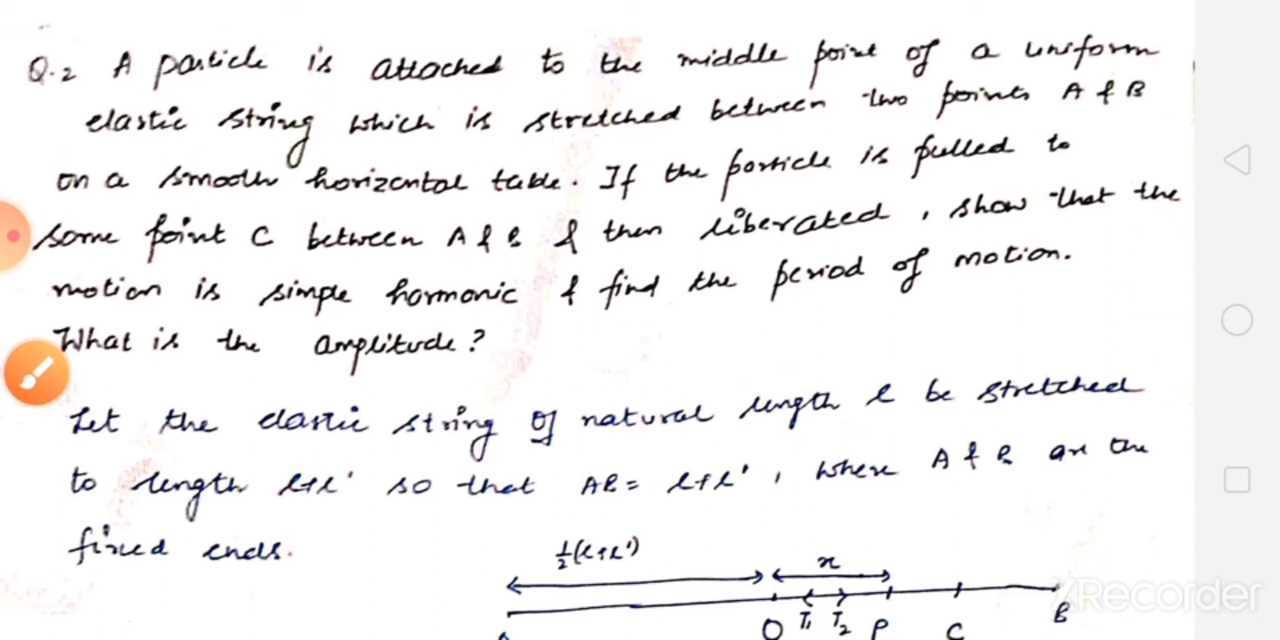 Q.2 A particle is attached to the middle point of a uniform
elastic string which is stretched between two points A & B
on a smooth horizontal table. If the particle is pulled to
some point C between A & B & then liberated, show that the
motion is simple harmonic & find the period of motion.
What is the amplitude?
Let the elastic string of natural length l be stretched
to length l+l' so that AB = l+l', where A & B are the
fixed ends.
½(l+l')
x
O T₁ T₂ P C B
Recorder